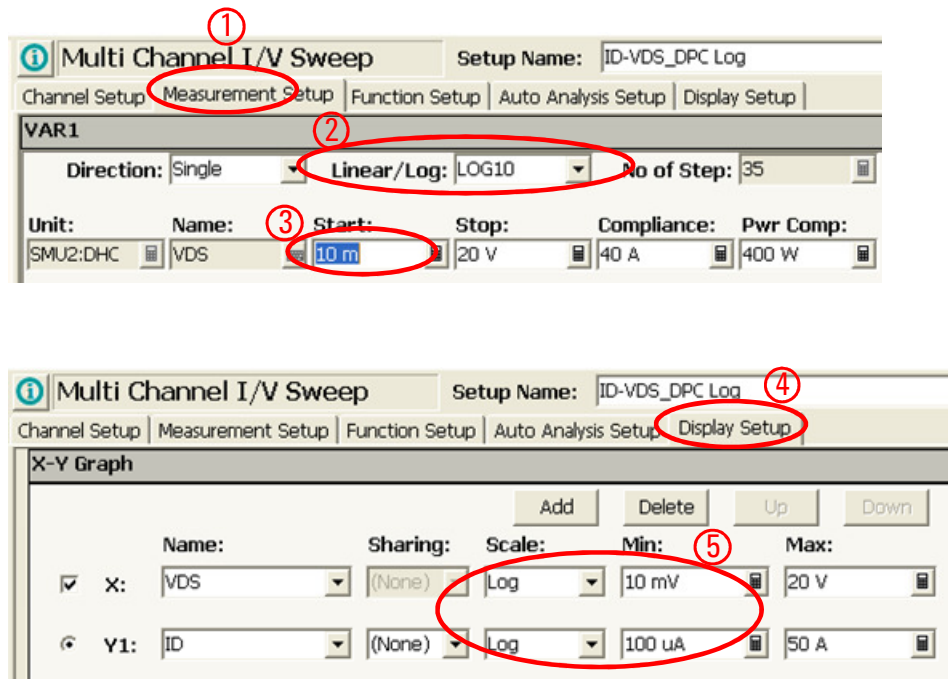 ①
Multi Channel I/V Sweep Setup Name: ID-VDS_DPC Log
Channel Setup Measurement Setup Function Setup Auto Analysis Setup Display Setup
VAR1
②
Direction: Single Linear/Log: LOG10 No of Step: 35
Unit: Name: ③ Start: Stop: Compliance: Pwr Comp:
SMU2:DHC VDS 10 m 20 V 40 A 400 W
Multi Channel I/V Sweep Setup Name: ID-VDS_DPC Log ④
Channel Setup Measurement Setup Function Setup Auto Analysis Setup Display Setup
X-Y Graph
Add Delete Up Down
Name: Sharing: Scale: Min: ⑤ Max:
X: VDS (None) Log 10 mV 20 V
Y1: ID (None) Log 100 uA 50 A